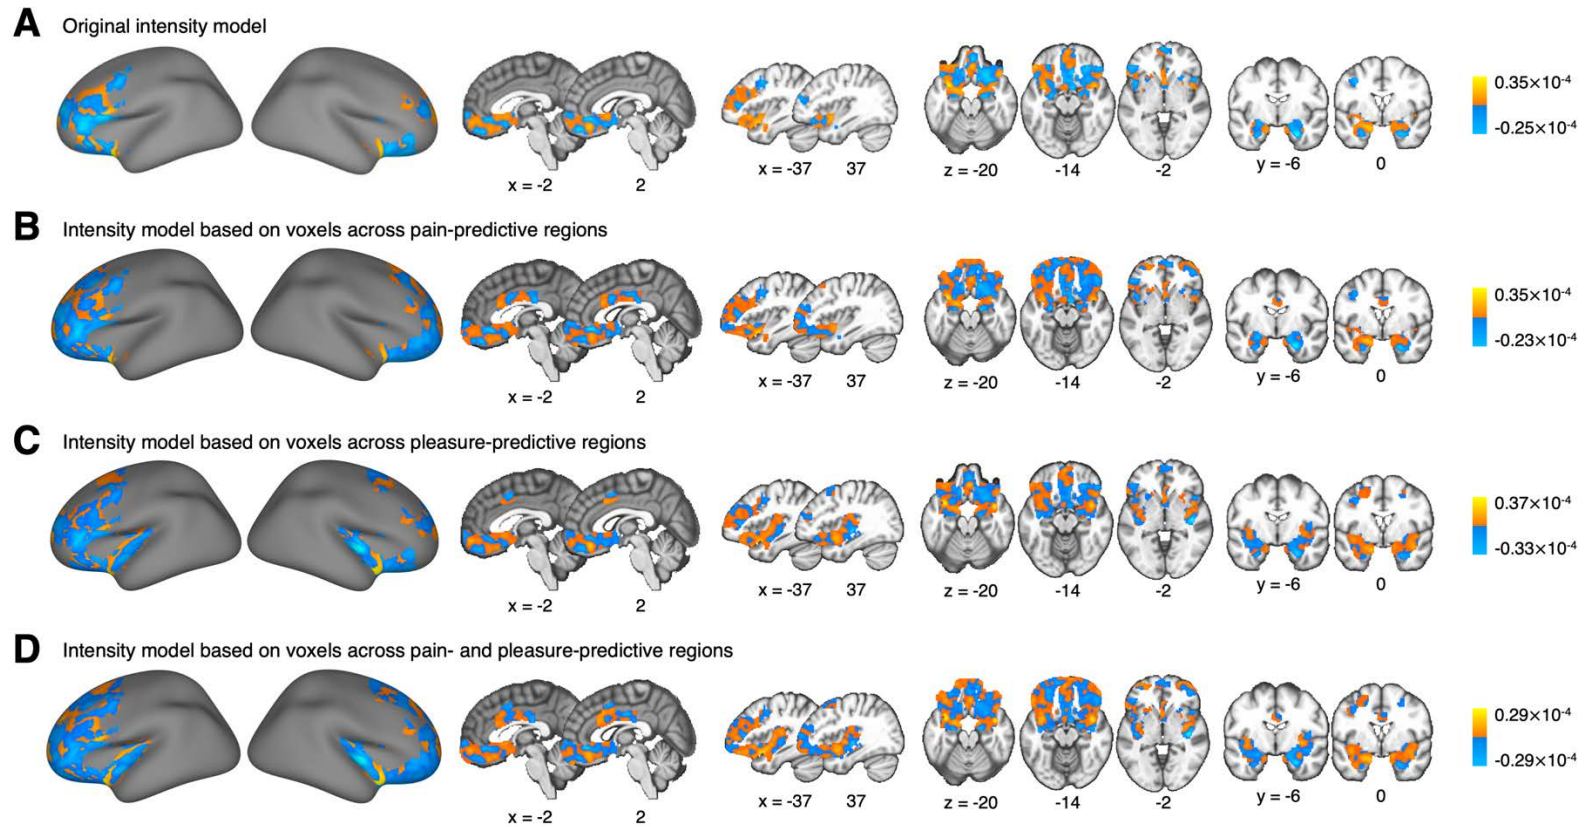 A Original intensity model
0.35×10⁻⁴
-0.25×10⁻⁴
x = -2 2 x = -37 37 z = -20 -14 -2 y = -6 0
B Intensity model based on voxels across pain-predictive regions
0.35×10⁻⁴
-0.23×10⁻⁴
x = -2 2 x = -37 37 z = -20 -14 -2 y = -6 0
C Intensity model based on voxels across pleasure-predictive regions
0.37×10⁻⁴
-0.33×10⁻⁴
x = -2 2 x = -37 37 z = -20 -14 -2 y = -6 0
D Intensity model based on voxels across pain- and pleasure-predictive regions
0.29×10⁻⁴
-0.29×10⁻⁴
x = -2 2 x = -37 37 z = -20 -14 -2 y = -6 0